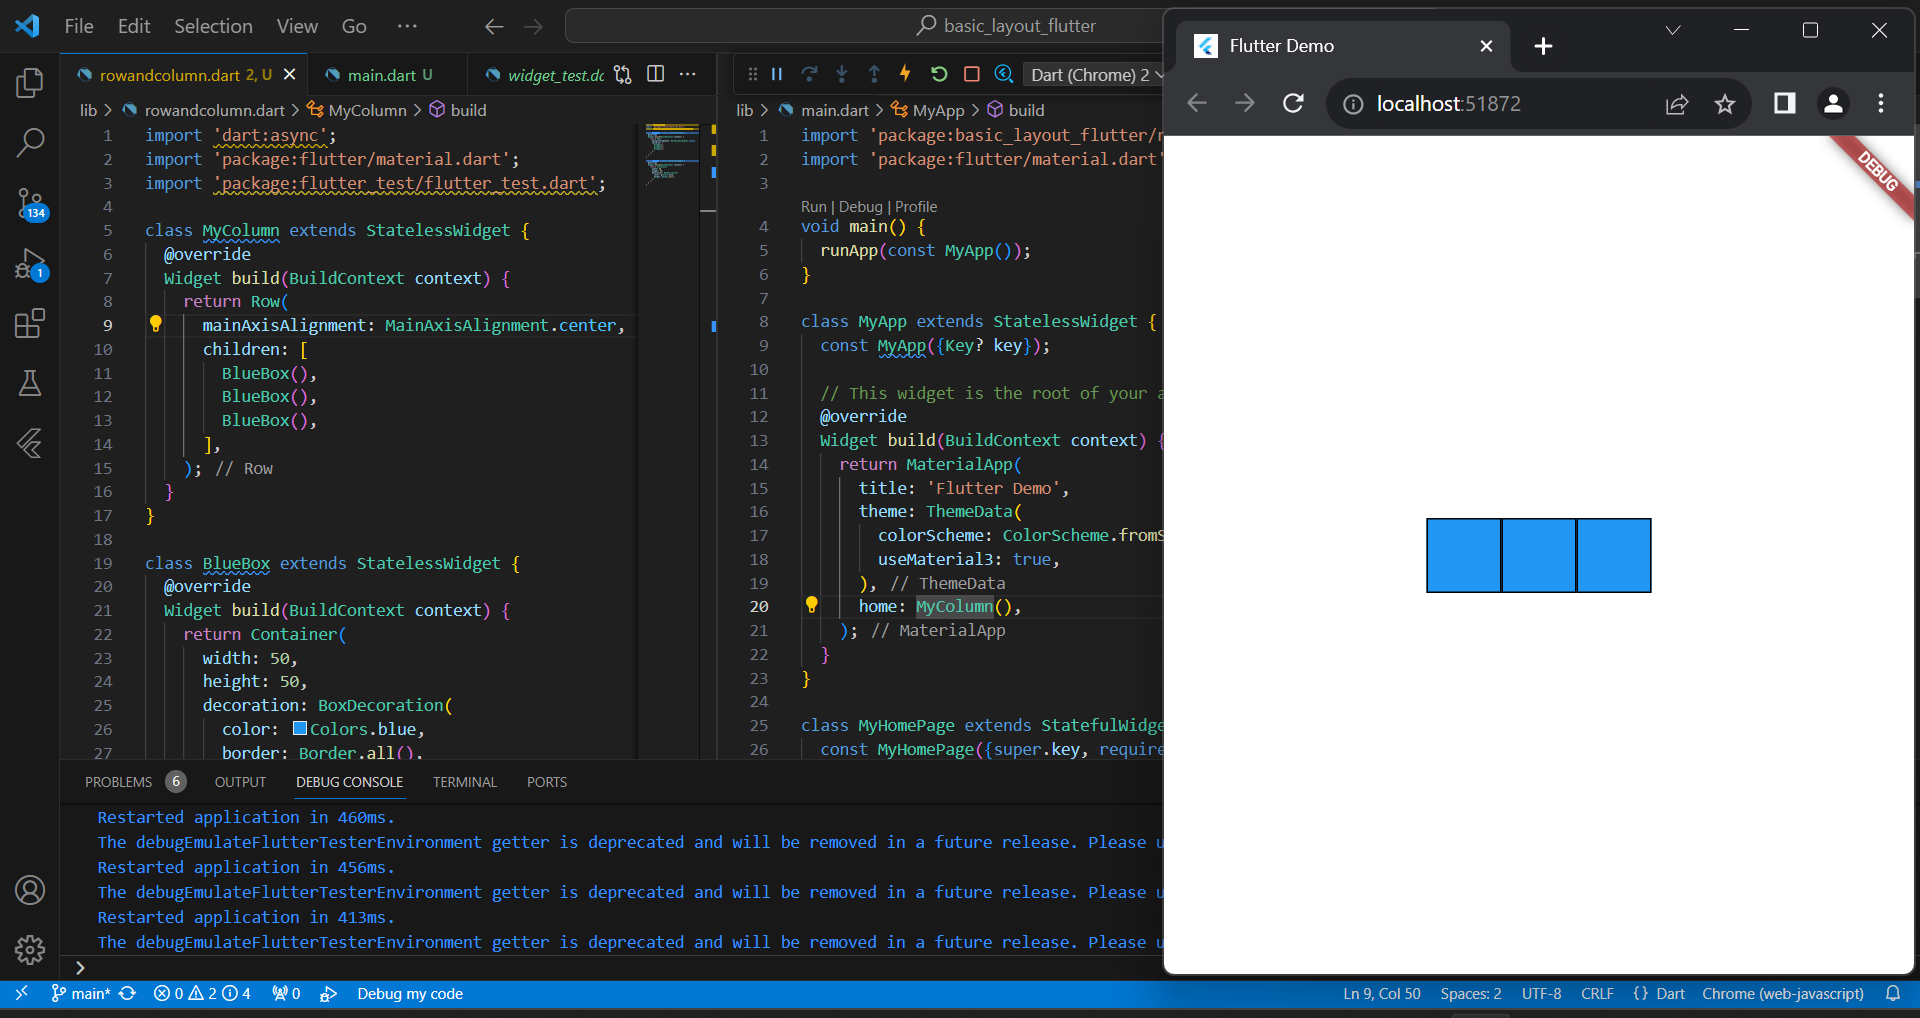 File Edit Selection View Go ··· basic_layout_flutter
rowandcolumn.dart 2, U main.dart U widget_test.dc
Dart (Chrome) 2
lib > rowandcolumn.dart > MyColumn > build
1 import 'dart:async';
2 import 'package:flutter/material.dart';
3 import 'package:flutter_test/flutter_test.dart';
4
5 class MyColumn extends StatelessWidget {
6 @override
7 Widget build(BuildContext context) {
8 return Row(
9 mainAxisAlignment: MainAxisAlignment.center,
10 children: [
11 BlueBox(),
12 BlueBox(),
13 BlueBox(),
14 ],
15 ); // Row
16 }
17 }
18
19 class BlueBox extends StatelessWidget {
20 @override
21 Widget build(BuildContext context) {
22 return Container(
23 width: 50,
24 height: 50,
25 decoration: BoxDecoration(
26 color: Colors.blue,
27 border: Border.all(),
lib > main.dart > MyApp > build
1 import 'package:basic_layout_flutter/
2 import 'package:flutter/material.dart'
3
Run | Debug | Profile
4 void main() {
5 runApp(const MyApp());
6 }
7
8 class MyApp extends StatelessWidget {
9 const MyApp({Key? key});
10
11 // This widget is the root of your a
12 @override
13 Widget build(BuildContext context) {
14 return MaterialApp(
15 title: 'Flutter Demo',
16 theme: ThemeData(
17 colorScheme: ColorScheme.fromS
18 useMaterial3: true,
19 ), // ThemeData
20 home: MyColumn(),
21 ); // MaterialApp
22 }
23 }
24
25 class MyHomePage extends StatefulWidge
26 const MyHomePage({super.key, require
134
1
PROBLEMS 6 OUTPUT DEBUG CONSOLE TERMINAL PORTS
Restarted application in 460ms.
The debugEmulateFlutterTesterEnvironment getter is deprecated and will be removed in a future release. Please u
Restarted application in 456ms.
The debugEmulateFlutterTesterEnvironment getter is deprecated and will be removed in a future release. Please u
Restarted application in 413ms.
The debugEmulateFlutterTesterEnvironment getter is deprecated and will be removed in a future release. Please u
>
main* 0 2 4 0 Debug my code
Ln 9, Col 50 Spaces: 2 UTF-8 CRLF {} Dart Chrome (web-javascript)
Flutter Demo
localhost:51872
DEBUG